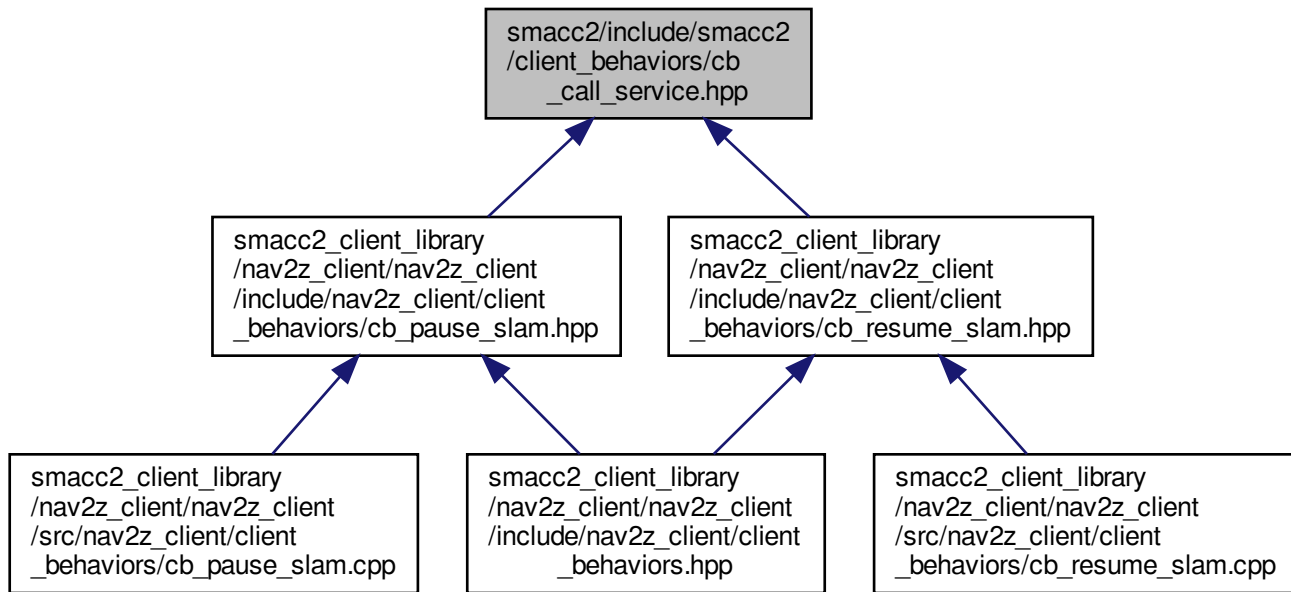 smacc2/include/smacc2
/client_behaviors/cb
_call_service.hpp
smacc2_client_library
/nav2z_client/nav2z_client
/include/nav2z_client/client
_behaviors/cb_pause_slam.hpp
smacc2_client_library
/nav2z_client/nav2z_client
/include/nav2z_client/client
_behaviors/cb_resume_slam.hpp
smacc2_client_library
/nav2z_client/nav2z_client
/src/nav2z_client/client
_behaviors/cb_pause_slam.cpp
smacc2_client_library
/nav2z_client/nav2z_client
/include/nav2z_client/client
_behaviors.hpp
smacc2_client_library
/nav2z_client/nav2z_client
/src/nav2z_client/client
_behaviors/cb_resume_slam.cpp